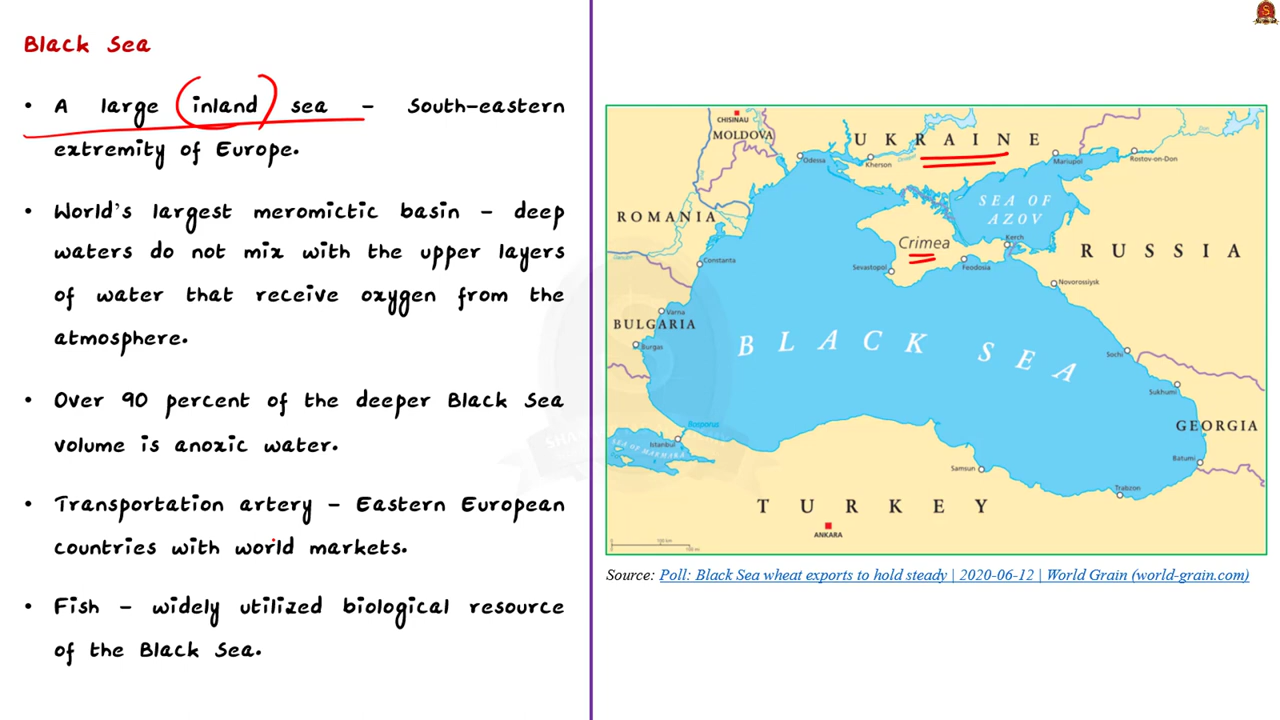 Black Sea
• A large (inland) sea – South-eastern
extremity of Europe.
• World's largest meromictic basin – deep
waters do not mix with the upper layers
of water that receive oxygen from the
atmosphere.
• Over 90 percent of the deeper Black Sea
volume is anoxic water.
• Transportation artery – Eastern European
countries with world markets.
• Fish – widely utilized biological resource
of the Black Sea.
CHISINAU
MOLDOVA
UKRAINE
Odessa
Kherson
Dnieper
Mariupol
Rostov-on-Don
Don
SEA OF
AZOV
ROMANIA
Crimea
Kerch
RUSSIA
Danube
Constanta
Sevastopol
Feodosia
Novorossiysk
Varna
BULGARIA
Burgas
BLACK SEA
Sochi
Sukhumi
GEORGIA
Bosporus
Istanbul
SEA OF MARMARA
Batumi
Samsun
Trabzon
TURKEY
ANKARA
Source: Poll: Black Sea wheat exports to hold steady | 2020-06-12 | World Grain (world-grain.com)